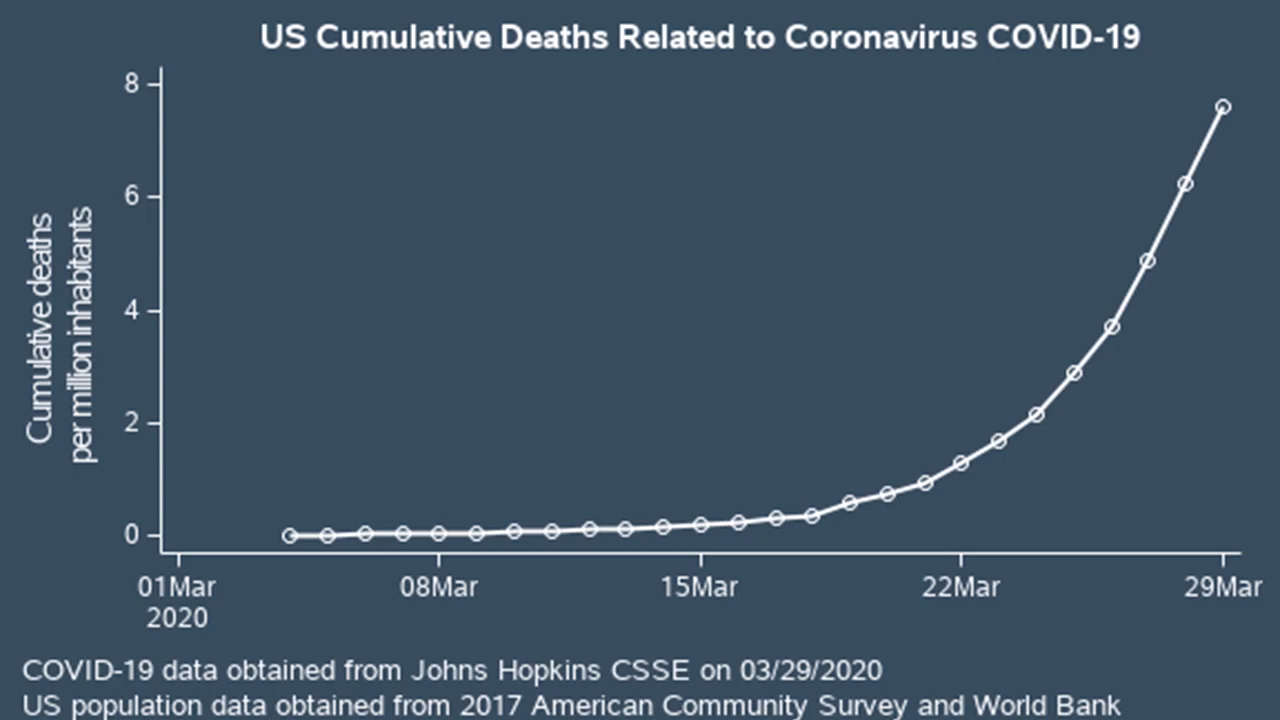 US Cumulative Deaths Related to Coronavirus COVID-19
Cumulative deaths
per million inhabitants
8
6
4
2
0
01Mar 08Mar 15Mar 22Mar 29Mar
2020
COVID-19 data obtained from Johns Hopkins CSSE on 03/29/2020
US population data obtained from 2017 American Community Survey and World Bank